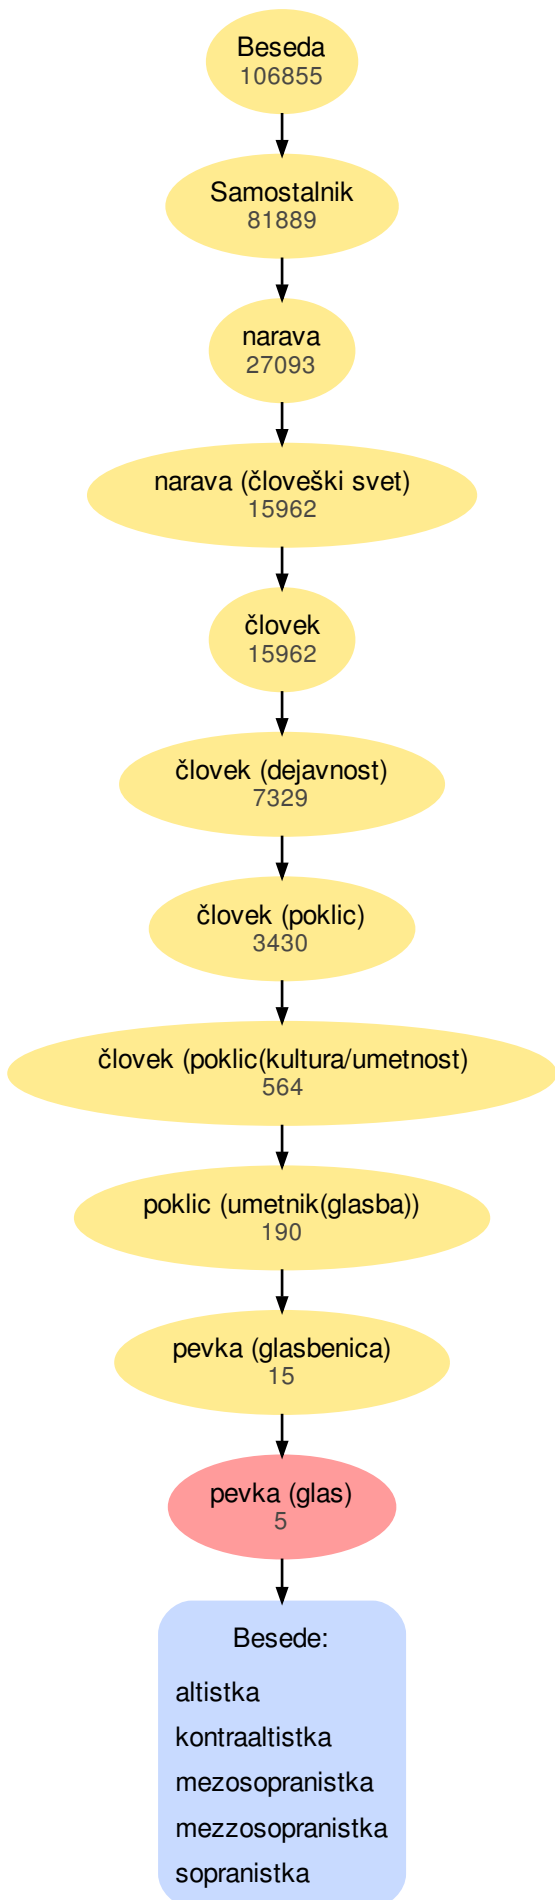 Beseda
106855
Samostalnik
81889
narava
27093
narava (človeški svet)
15962
človek
15962
človek (dejavnost)
7329
človek (poklic)
3430
človek (poklic(kultura/umetnost)
564
poklic (umetnik(glasba))
190
pevka (glasbenica)
15
pevka (glas)
5
Besede:
altistka
kontraaltistka
mezosopranistka
mezzosopranistka
sopranistka